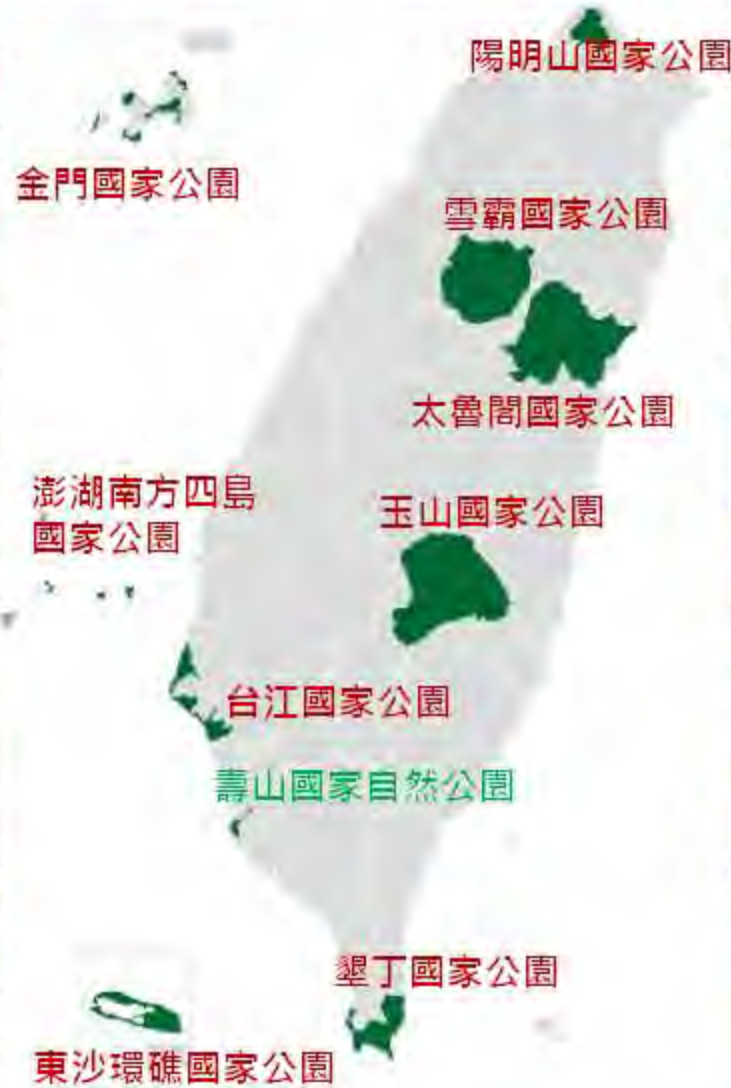 陽明山國家公園
金門國家公園
雪霸國家公園
太魯閣國家公園
澎湖南方四島
國家公園
玉山國家公園
台江國家公園
壽山國家自然公園
墾丁國家公園
東沙環礁國家公園